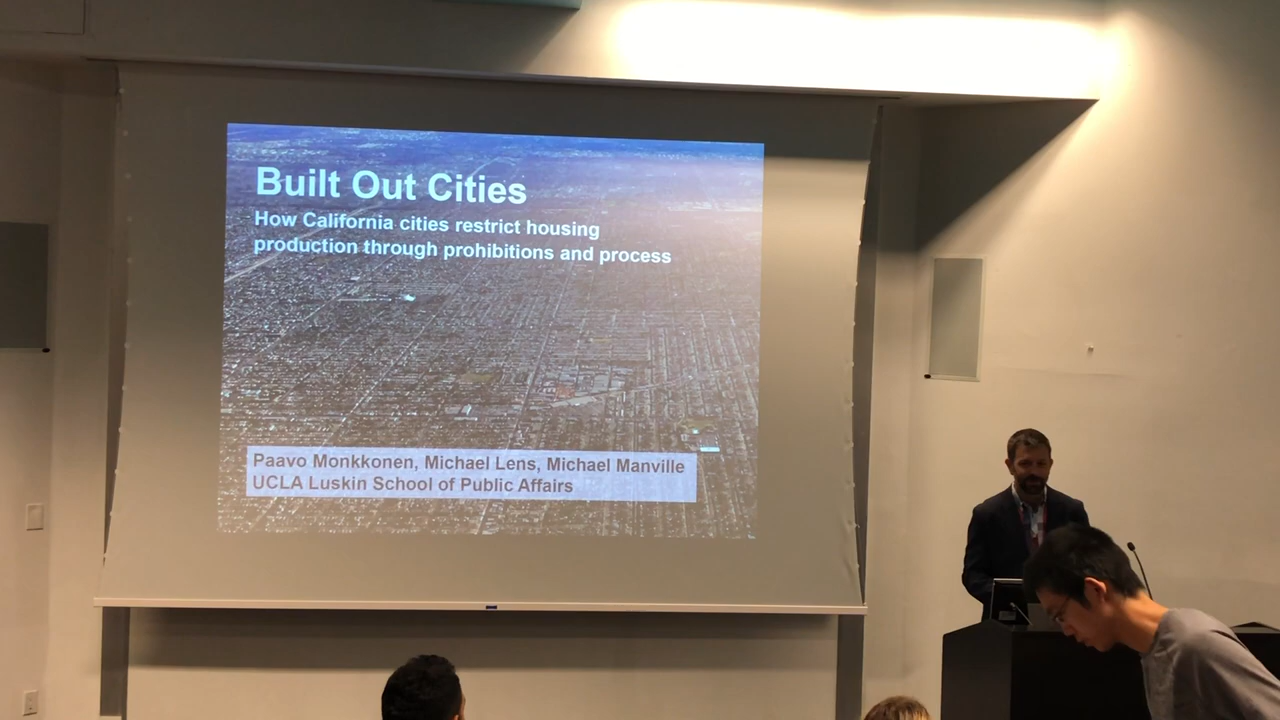 Built Out Cities
How California cities restrict housing
production through prohibitions and process
Paavo Monkkonen, Michael Lens, Michael Manville
UCLA Luskin School of Public Affairs